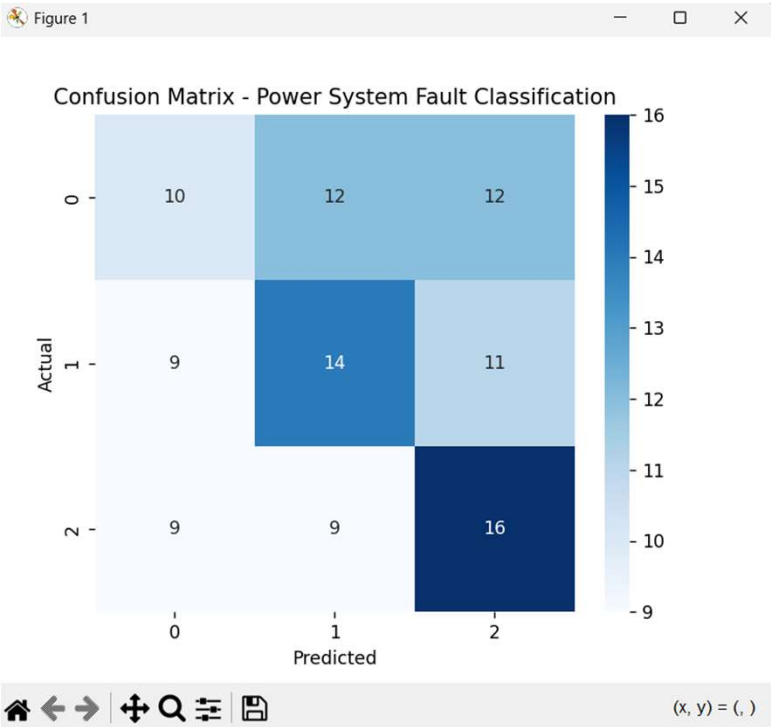 Figure 1
Confusion Matrix - Power System Fault Classification
16
0 10 12 12
15
14
Actual
13
1 9 14 11
12
11
2 9 9 16
10
9
0 1 2
Predicted
(x, y) = (, )